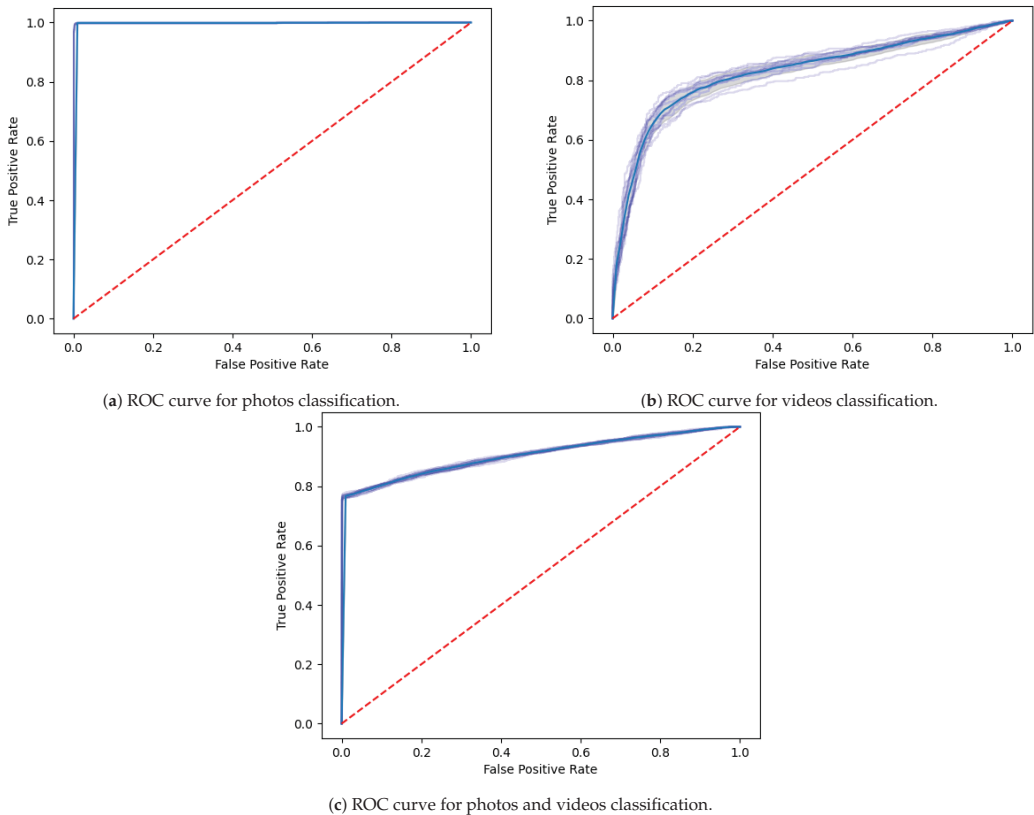 1.0
0.8
0.6
0.4
0.2
0.0
True Positive Rate
0.0 0.2 0.4 0.6 0.8 1.0
False Positive Rate
(a) ROC curve for photos classification.
1.0
0.8
0.6
0.4
0.2
0.0
True Positive Rate
0.0 0.2 0.4 0.6 0.8 1.0
False Positive Rate
(b) ROC curve for videos classification.
1.0
0.8
0.6
0.4
0.2
0.0
True Positive Rate
0.0 0.2 0.4 0.6 0.8 1.0
False Positive Rate
(c) ROC curve for photos and videos classification.